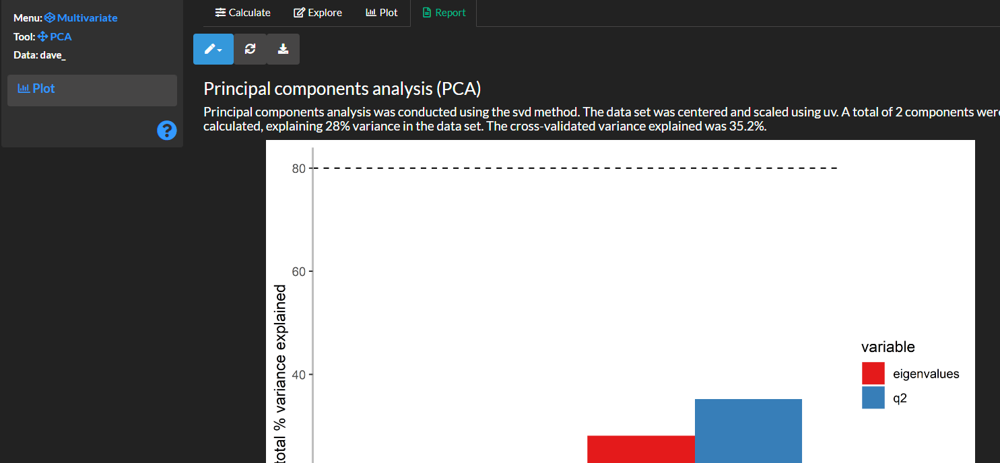 Menu: Multivariate
Tool: PCA
Data: dave_
Plot
Calculate Explore Plot Report
Principal components analysis (PCA)
Principal components analysis was conducted using the svd method. The data set was centered and scaled using uv. A total of 2 components were
calculated, explaining 28% variance in the data set. The cross-validated variance explained was 35.2%.
80
60
40
total % variance explained
variable
eigenvalues
q2